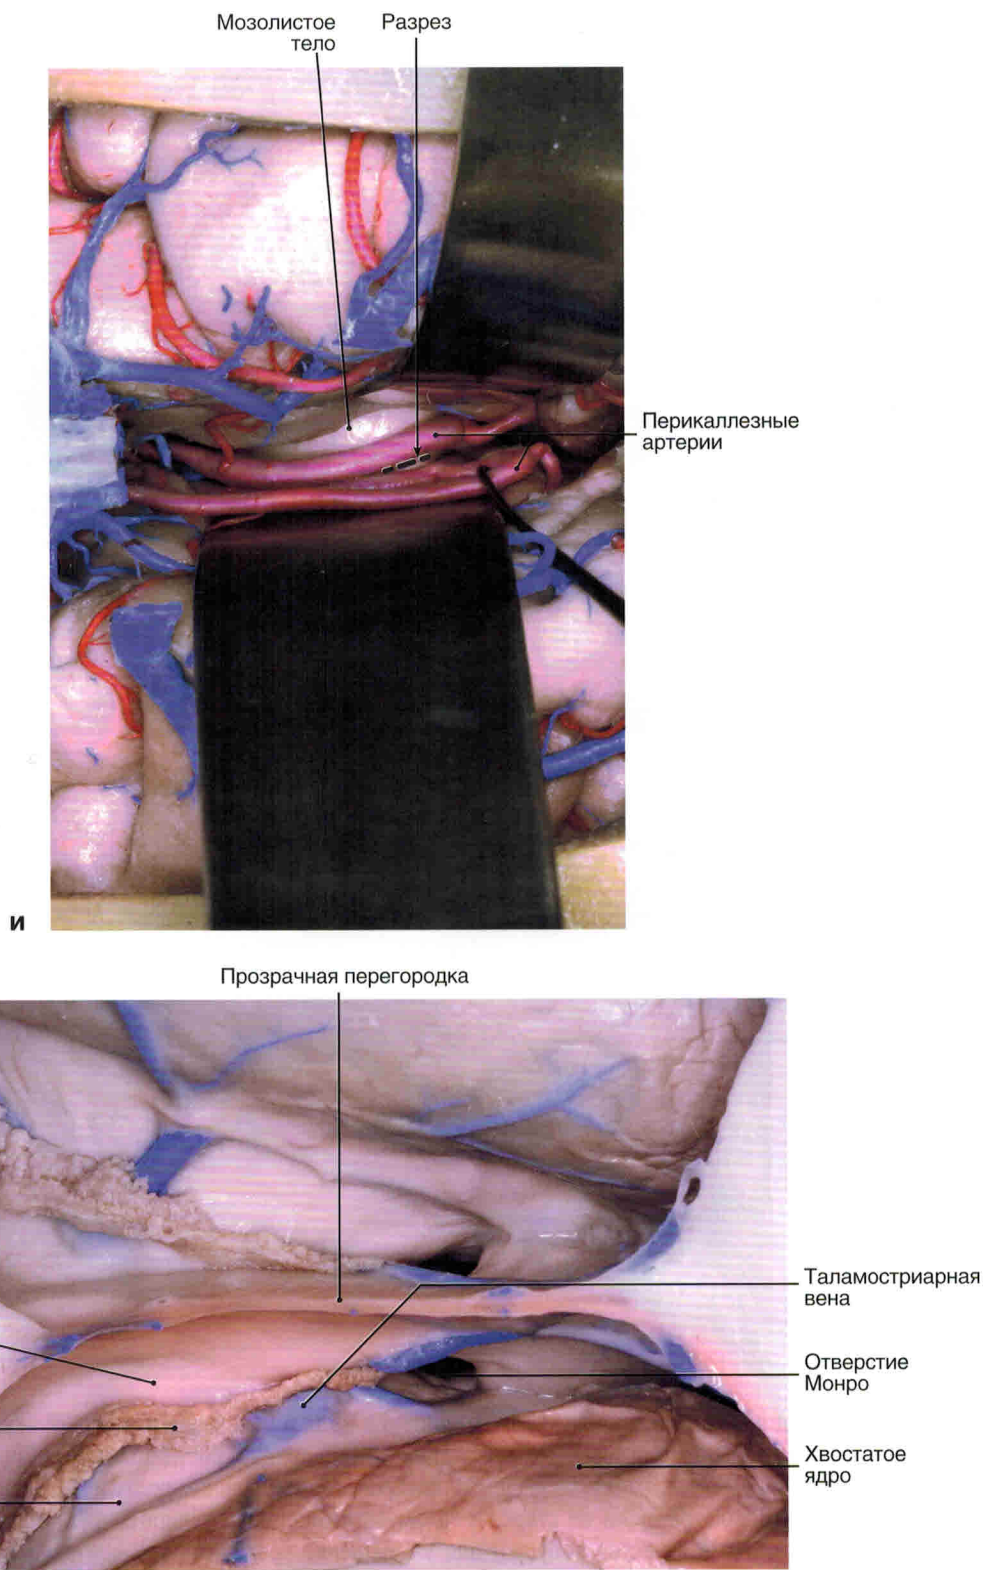 Мозолистое
тело
Разрез
Перикаллезные
артерии
И
Прозрачная перегородка
Таламостриарная
вена
Отверстие
Монро
Хвостатое
ядро